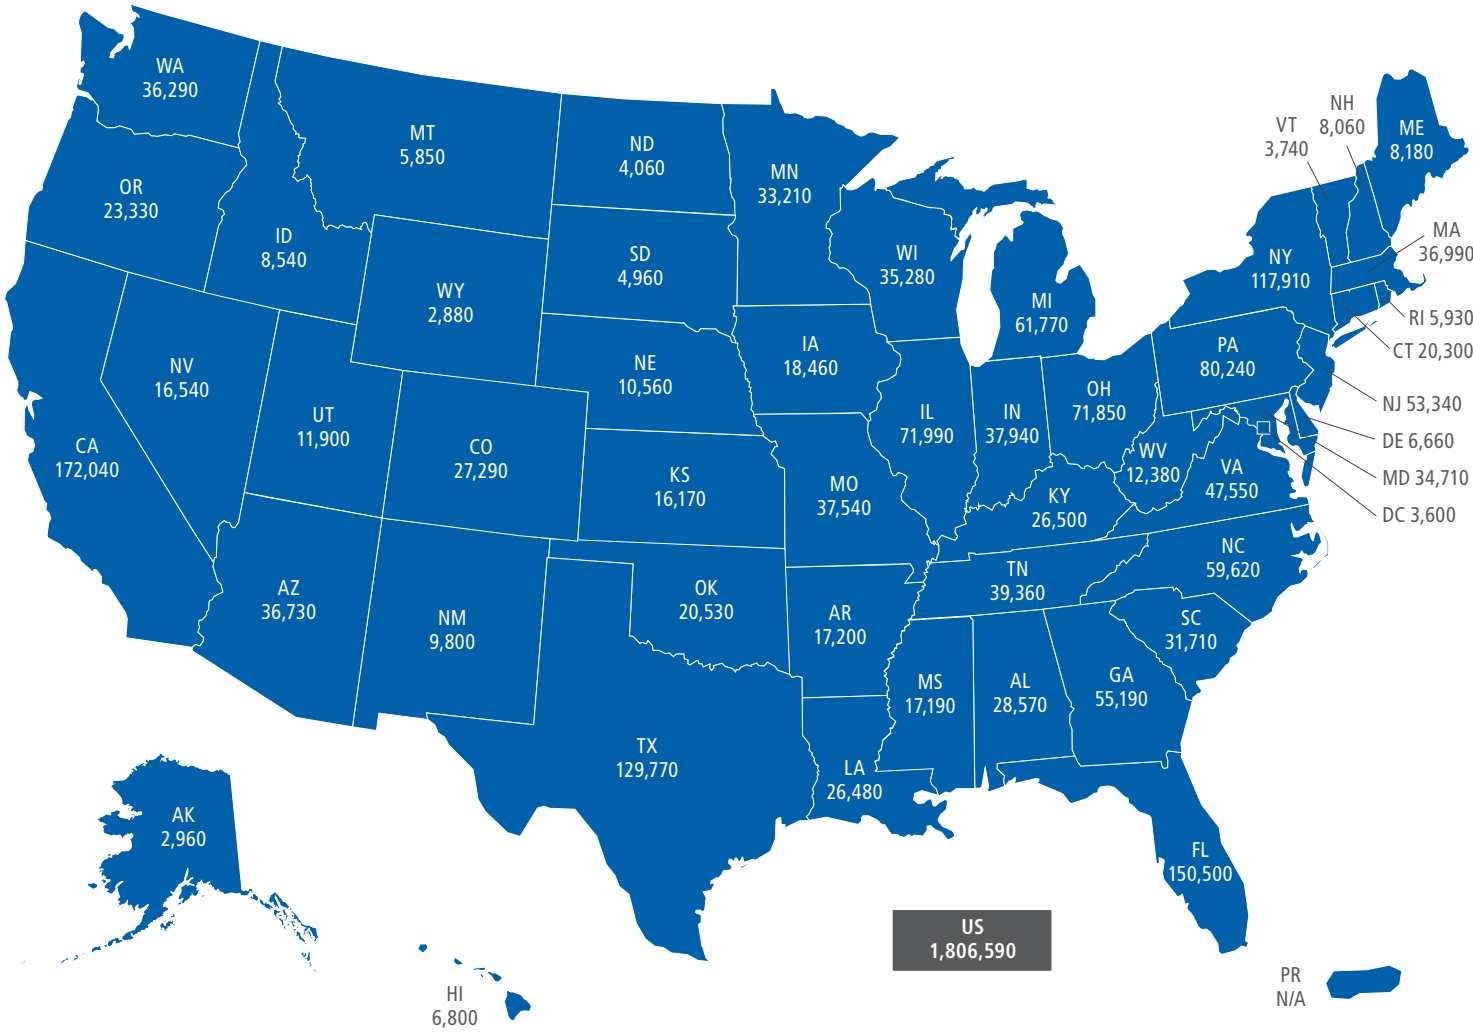 WA
36,290
MT
5,850
ND
4,060
MN
33,210
VT
3,740
NH
8,060
ME
8,180
OR
23,330
ID
8,540
WY
2,880
SD
4,960
WI
35,280
MI
61,770
NY
117,910
MA
36,990
RI 5,930
CT 20,300
NV
16,540
UT
11,900
NE
10,560
IA
18,460
PA
80,240
NJ 53,340
CA
172,040
CO
27,290
KS
16,170
MO
37,540
IL
71,990
IN
37,940
OH
71,850
WV
12,380
VA
47,550
DE 6,660
MD 34,710
DC 3,600
KY
26,500
AZ
36,730
NM
9,800
OK
20,530
AR
17,200
TN
39,360
NC
59,620
SC
31,710
MS
17,190
AL
28,570
GA
55,190
TX
129,770
LA
26,480
AK
2,960
FL
150,500
US
1,806,590
HI
6,800
PR
N/A